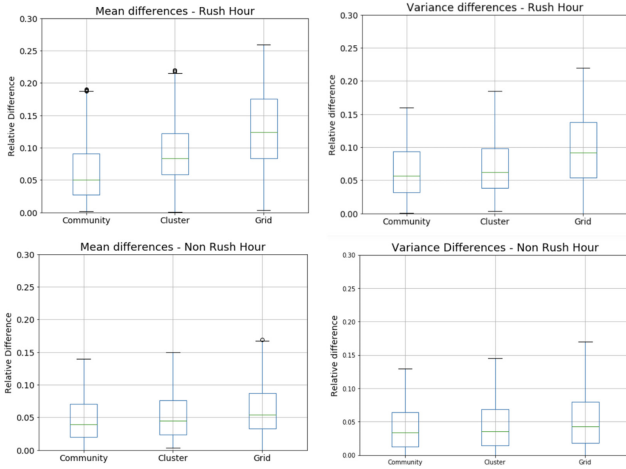 Mean differences - Rush Hour
Relative Difference
0.30
0.25
0.20
0.15
0.10
0.05
0.00
Community Cluster Grid
Variance differences - Rush Hour
Relative difference
0.30
0.25
0.20
0.15
0.10
0.05
0.00
Community Cluster Grid
Mean differences - Non Rush Hour
Relative Difference
0.30
0.25
0.20
0.15
0.10
0.05
0.00
Community Cluster Grid
Variance Differences - Non Rush Hour
Relative difference
0.30
0.25
0.20
0.15
0.10
0.05
0.00
Community Cluster Grid